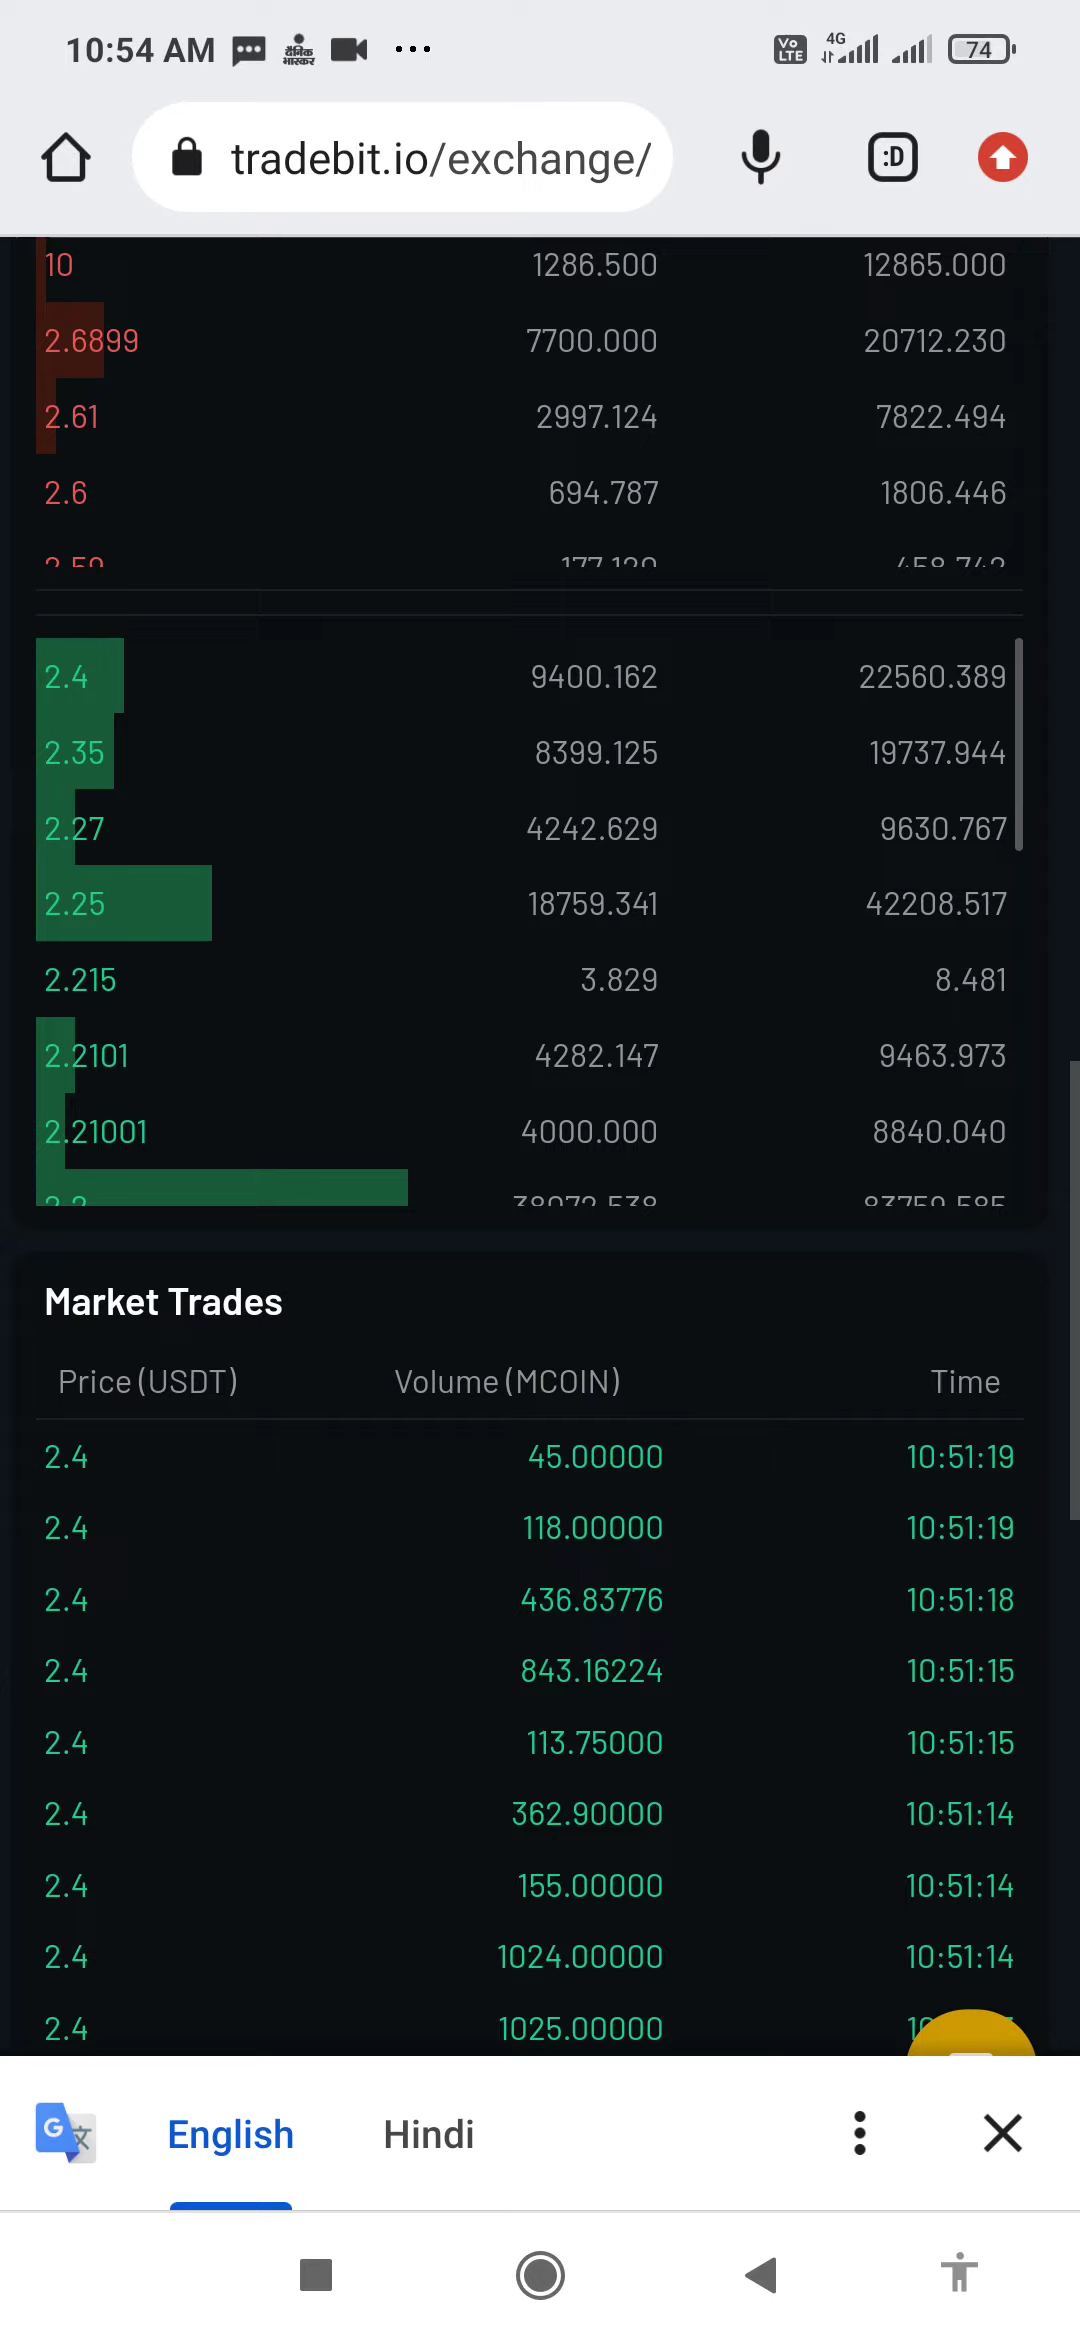 10:54 AM
दैनिक भास्कर
Vo LTE
4G
74
tradebit.io/exchange/
:D
10 1286.500 12865.000
2.6899 7700.000 20712.230
2.61 2997.124 7822.494
2.6 694.787 1806.446
2.4 9400.162 22560.389
2.35 8399.125 19737.944
2.27 4242.629 9630.767
2.25 18759.341 42208.517
2.215 3.829 8.481
2.2101 4282.147 9463.973
2.21001 4000.000 8840.040
Market Trades
Price (USDT) Volume (MCOIN) Time
2.4 45.00000 10:51:19
2.4 118.00000 10:51:19
2.4 436.83776 10:51:18
2.4 843.16224 10:51:15
2.4 113.75000 10:51:15
2.4 362.90000 10:51:14
2.4 155.00000 10:51:14
2.4 1024.00000 10:51:14
2.4 1025.00000
G 文
English Hindi